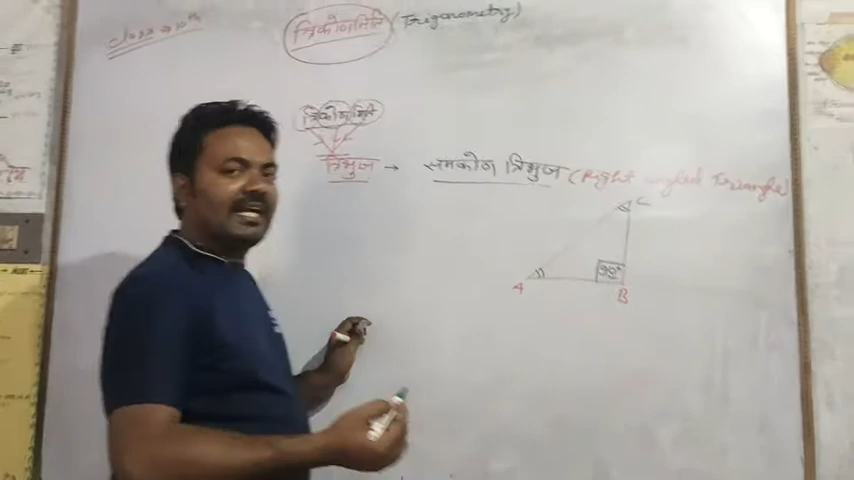 class → 10th
त्रिकोणमिति (Trigonometry)
त्रिकोणमिति
त्रिभुज → समकोण त्रिभुज (Right angled Triangle)
C
90°
A
B